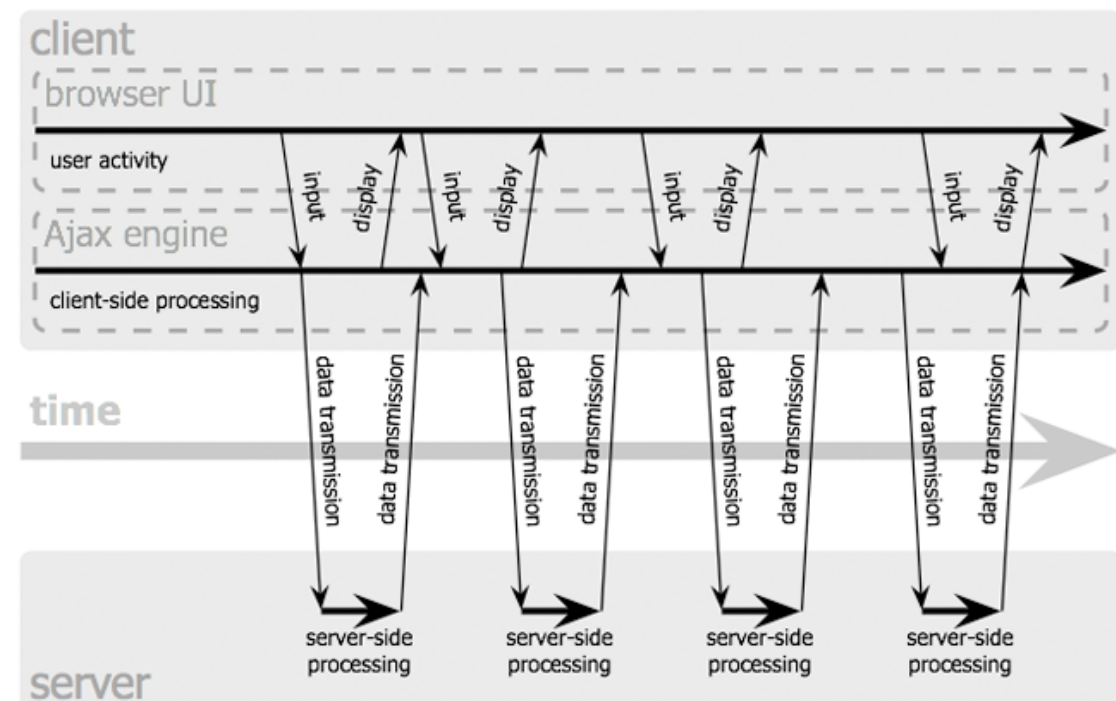 client
browser UI
user activity
input
display
input
display
input
display
input
display
Ajax engine
client-side processing
data transmission
data transmission
data transmission
data transmission
data transmission
data transmission
data transmission
data transmission
time
server-side
processing
server-side
processing
server-side
processing
server-side
processing
server